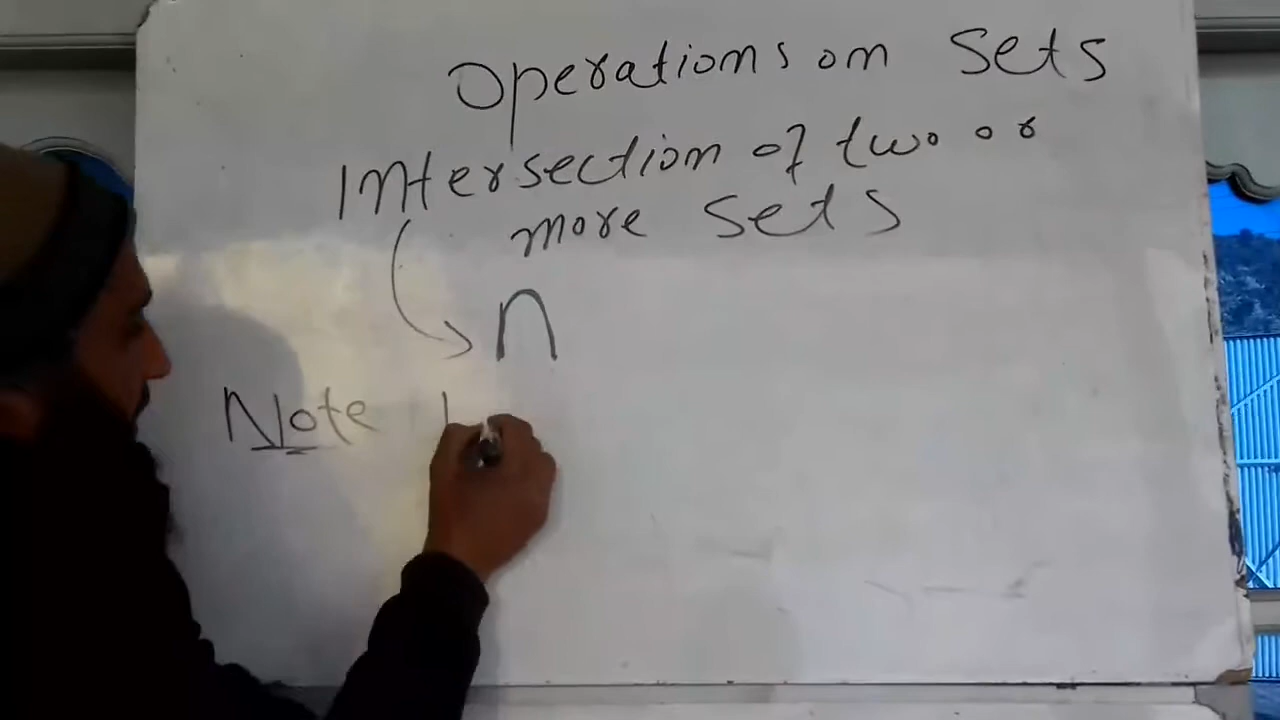 Operations on Sets
Intersection of two or
more Sets
∩
Note